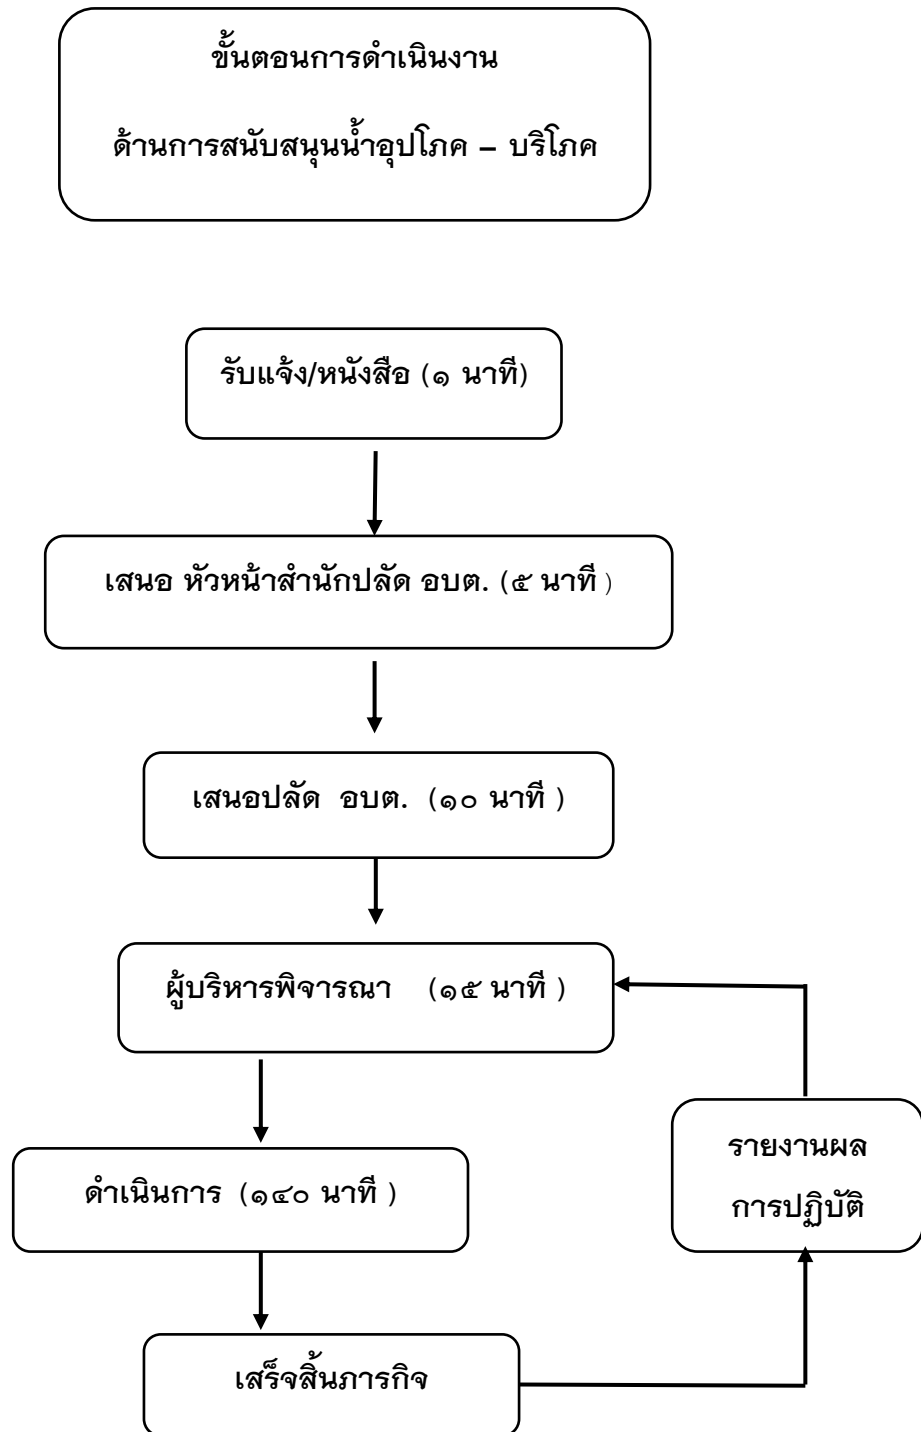 ขั้นตอนการดำเนินงาน
ด้านการสนับสนุนน้ำอุปโภค – บริโภค
รับแจ้ง/หนังสือ (๑ นาที)
เสนอ หัวหน้าสำนักปลัด อบต. (๕ นาที )
เสนอปลัด อบต. (๑๐ นาที )
ผู้บริหารพิจารณา (๑๕ นาที )
ดำเนินการ (๑๔๐ นาที )
รายงานผล
การปฏิบัติ
เสร็จสิ้นภารกิจ